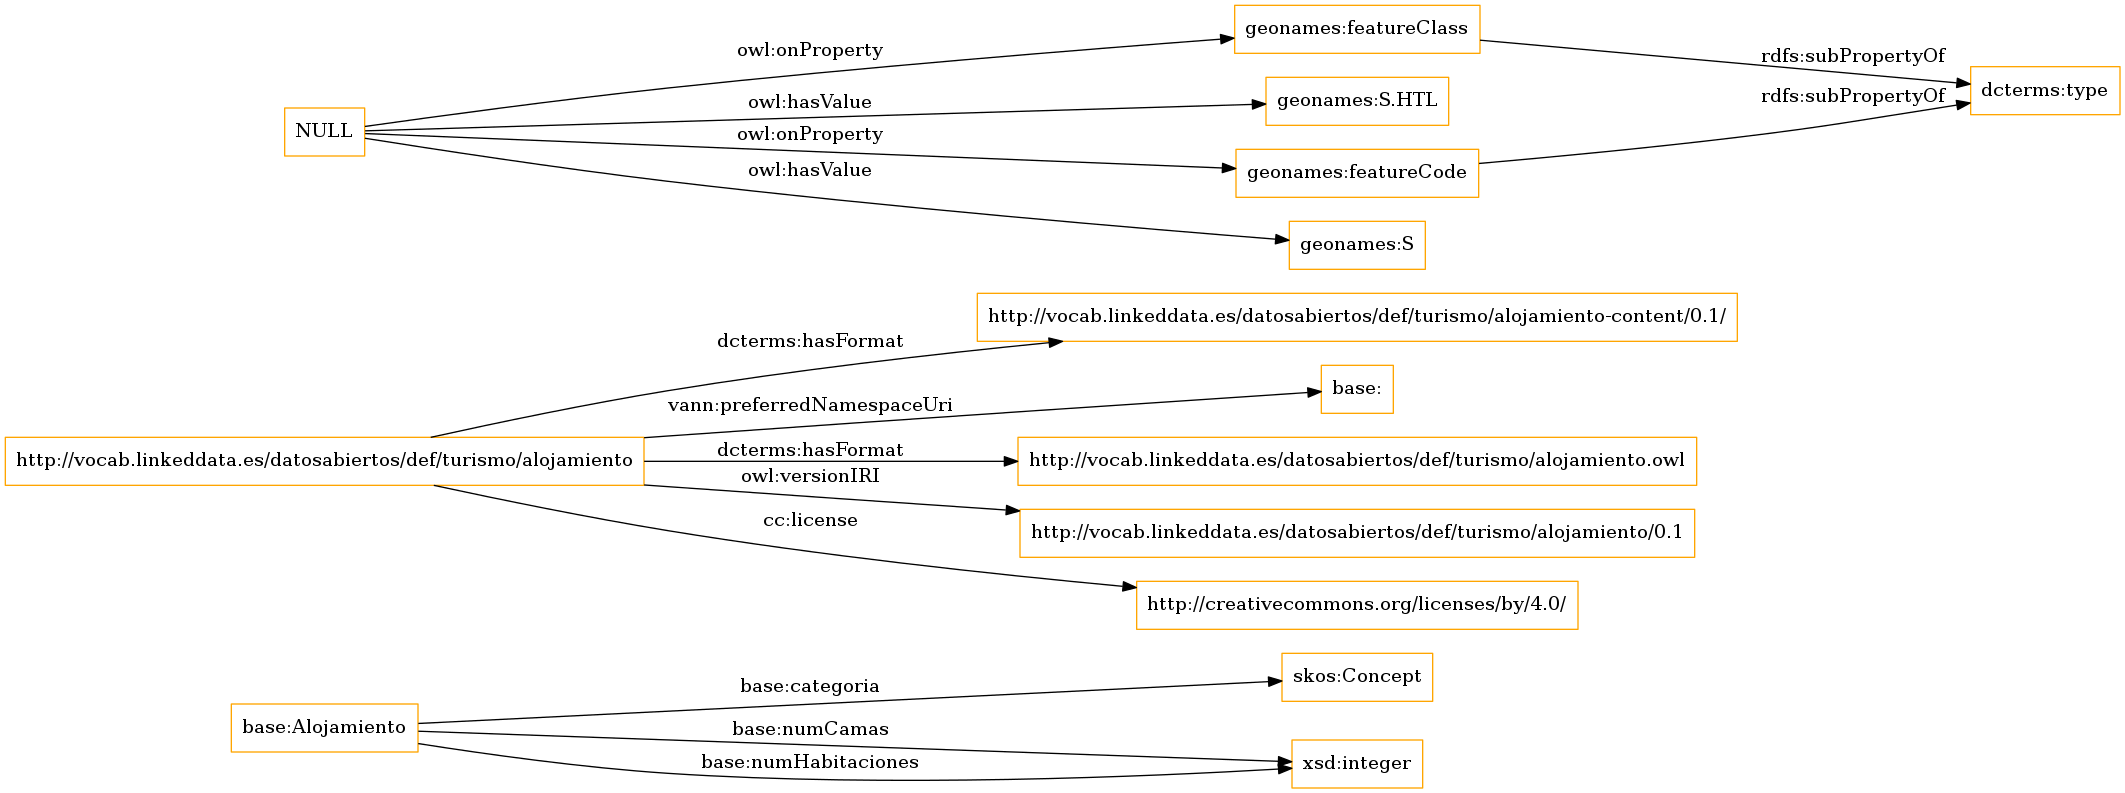 owl:onProperty
geonames:featureClass
rdfs:subPropertyOf
owl:hasValue
geonames:S.HTL
dcterms:type
NULL
rdfs:subPropertyOf
owl:onProperty
geonames:featureCode
owl:hasValue
geonames:S
http://vocab.linkeddata.es/datosabiertos/def/turismo/alojamiento-content/0.1/
dcterms:hasFormat
base:
vann:preferredNamespaceUri
http://vocab.linkeddata.es/datosabiertos/def/turismo/alojamiento
dcterms:hasFormat
http://vocab.linkeddata.es/datosabiertos/def/turismo/alojamiento.owl
owl:versionIRI
http://vocab.linkeddata.es/datosabiertos/def/turismo/alojamiento/0.1
cc:license
http://creativecommons.org/licenses/by/4.0/
base:categoria
skos:Concept
base:Alojamiento
base:numCamas
base:numHabitaciones
xsd:integer